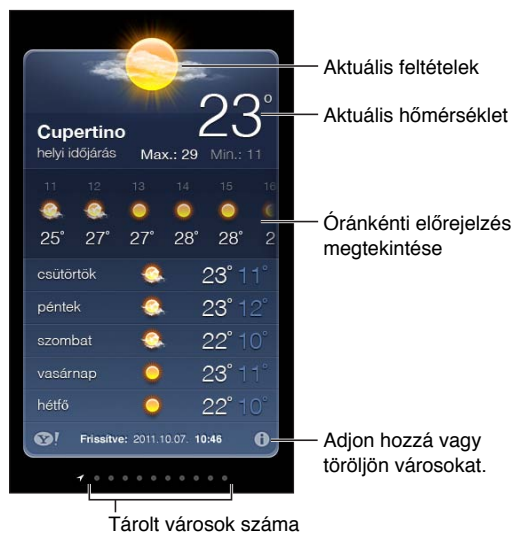 Aktuális feltételek
23°
Aktuális hőmérséklet
Cupertino
helyi időjárás Max.: 29 Min.: 11
11 12 13 14 15 16
25° 27° 27° 28° 28° 2
Óránkénti előrejelzés
megtekintése
csütörtök 23° 11°
péntek 23° 12°
szombat 22° 10°
vasárnap 23° 11°
hétfő 22° 10°
Y! Frissítve: 2011.10.07. 10:46 i
Adjon hozzá vagy
töröljön városokat.
Tárolt városok száma